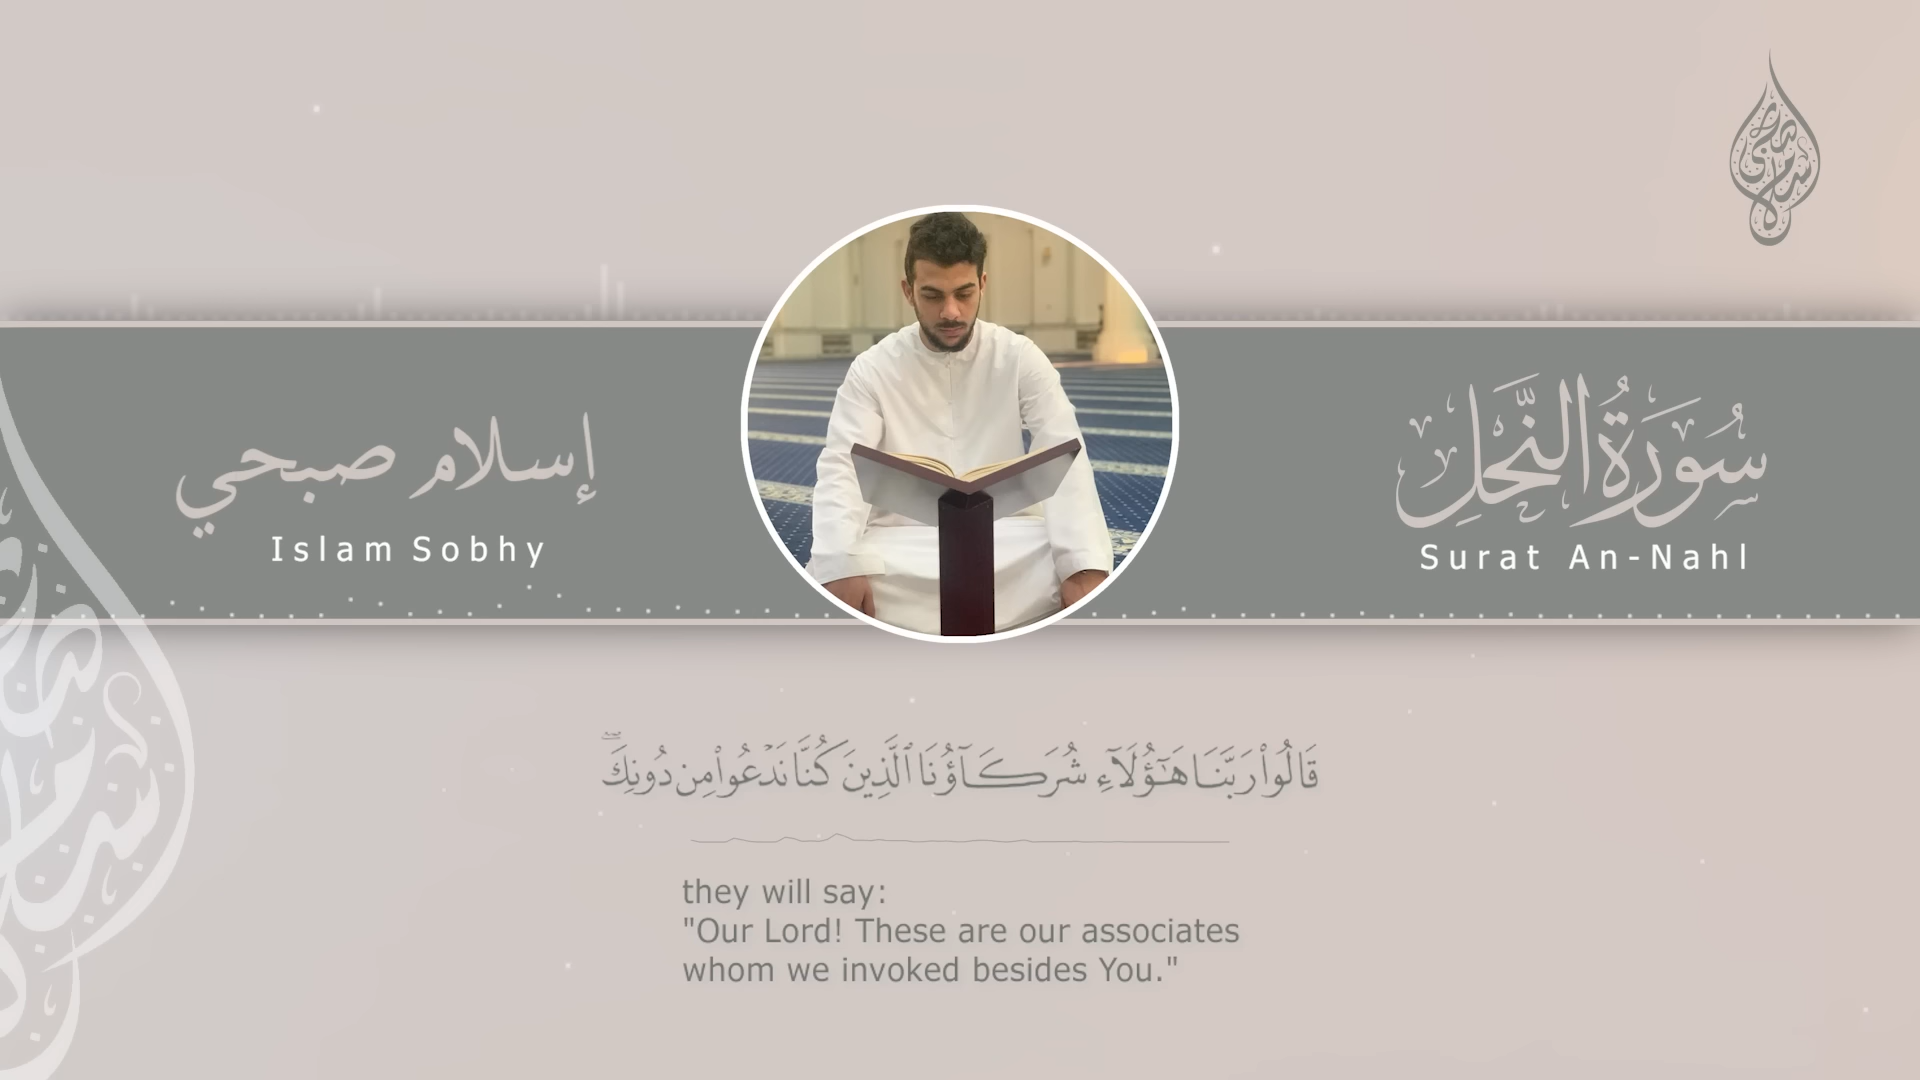 إسلام صبحي
Islam Sobhy
سُورَةُ النَّحلِ
Surat An-Nahl
قَالُوا۟ رَبَّنَا هَـٰٓؤُلَآءِ شُرَكَآؤُنَا ٱلَّذِينَ كُنَّا نَدْعُوا۟ مِن دُونِكَ ۖ
they will say:
"Our Lord! These are our associates
whom we invoked besides You."